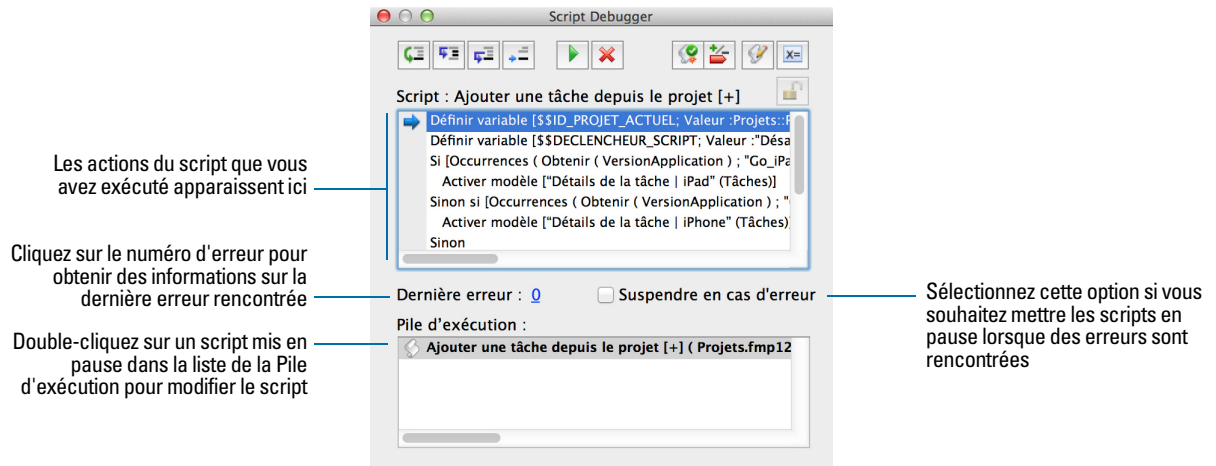 Script Debugger
x=
Script : Ajouter une tâche depuis le projet [+]
Définir variable [$$ID_PROJET_ACTUEL; Valeur :Projets::
Définir variable [$$DECLENCHEUR_SCRIPT; Valeur :"Désa
Si [Occurrences ( Obtenir ( VersionApplication ) ; "Go_iPa
Activer modèle ["Détails de la tâche | iPad" (Tâches)]
Sinon si [Occurrences ( Obtenir ( VersionApplication ) ; "
Activer modèle ["Détails de la tâche | iPhone" (Tâches)
Sinon
Les actions du script que vous
avez exécuté apparaissent ici
Cliquez sur le numéro d'erreur pour
obtenir des informations sur la
dernière erreur rencontrée
Dernière erreur : 0
Suspendre en cas d'erreur
Sélectionnez cette option si vous
souhaitez mettre les scripts en
pause lorsque des erreurs sont
rencontrées
Pile d'exécution :
Ajouter une tâche depuis le projet [+] ( Projets.fmp12
Double-cliquez sur un script mis en
pause dans la liste de la Pile
d'exécution pour modifier le script